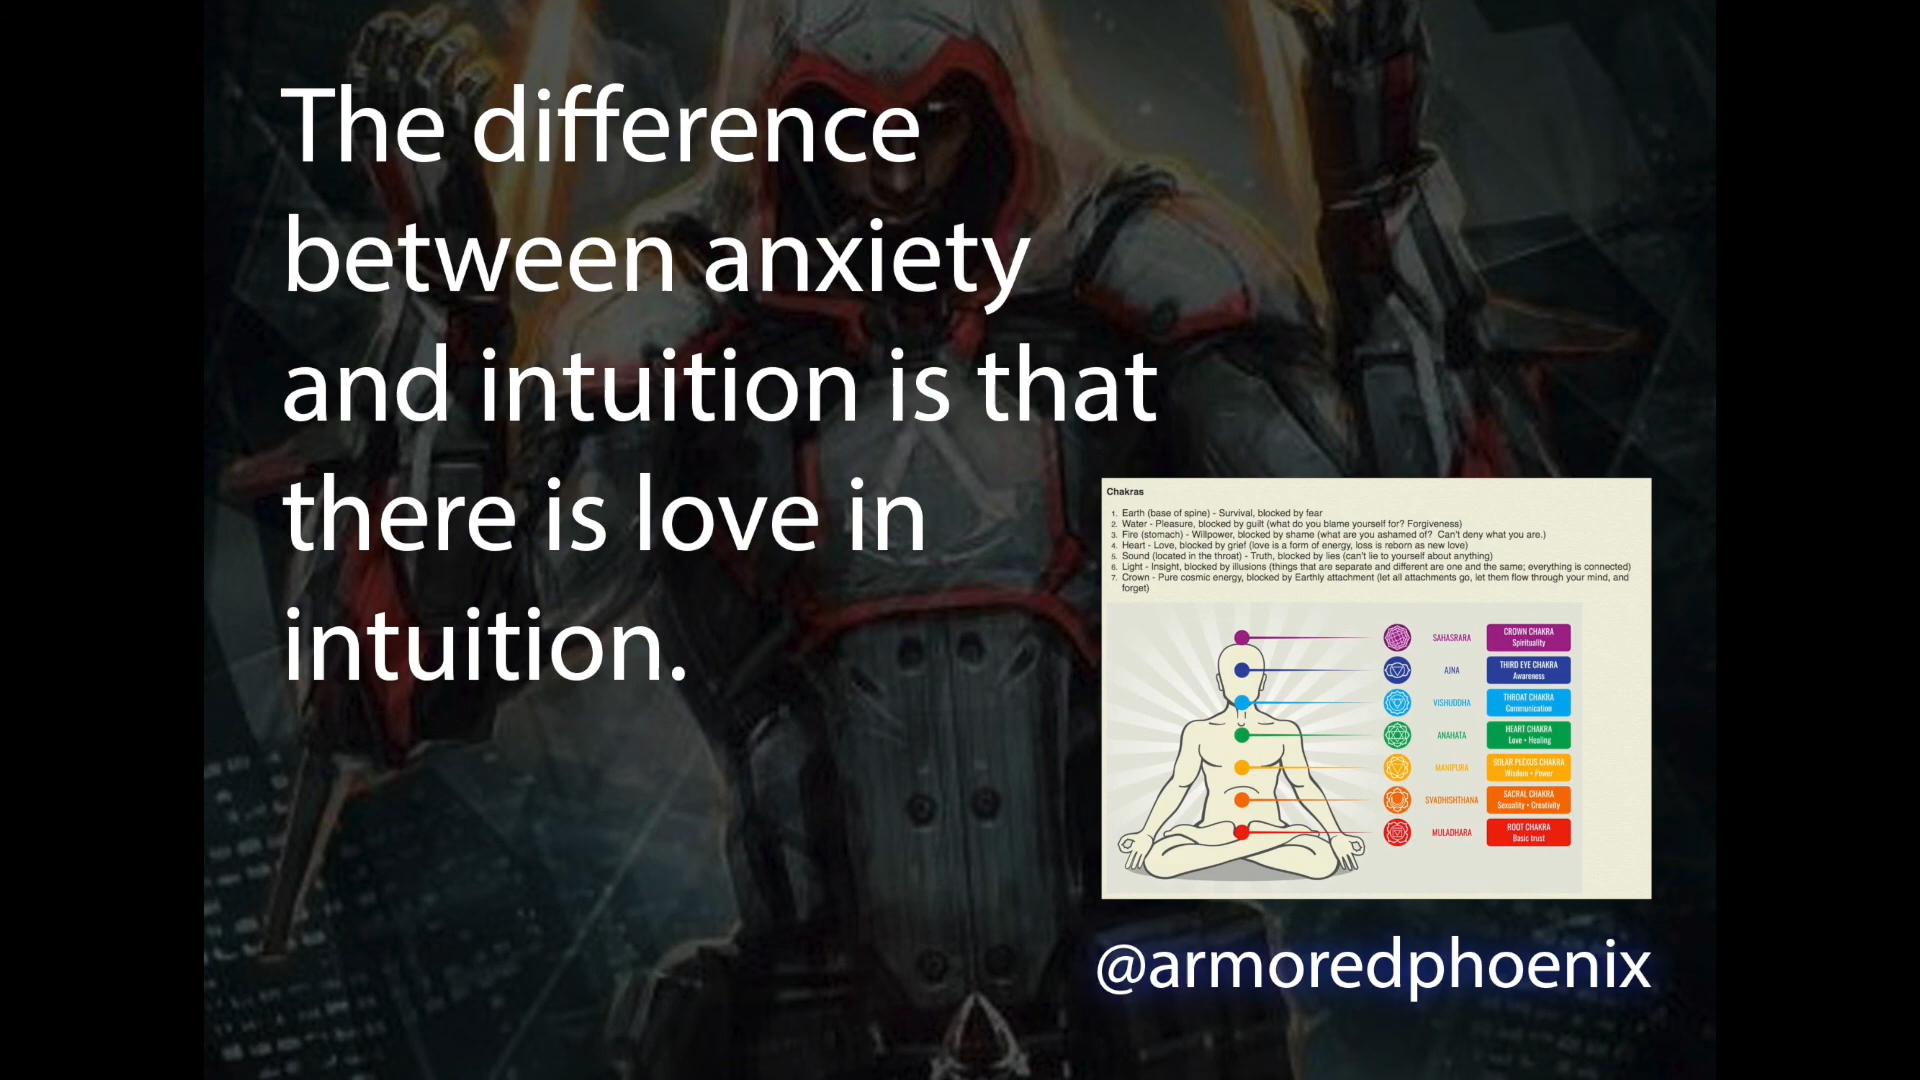 The difference
between anxiety
and intuition is that
there is love in
intuition.
Chakras
1. Earth (base of spine) - Survival, blocked by fear
2. Water - Pleasure, blocked by guilt (what do you blame yourself for? Forgiveness)
3. Fire (stomach) - Willpower, blocked by shame (what are you ashamed of? Can't deny what you are.)
4. Heart - Love, blocked by grief (love is a form of energy, loss is reborn as new love)
5. Sound (located in the throat) - Truth, blocked by lies (can't lie to yourself about anything)
6. Light - Insight, blocked by illusions (things that are separate and different are one and the same; everything is connected)
7. Crown - Pure cosmic energy, blocked by Earthly attachment (let all attachments go, let them flow through your mind, and
forget)
SAHASRARA
CROWN CHAKRA
Spirituality
AJNA
THIRD EYE CHAKRA
Awareness
VISHUDDHA
THROAT CHAKRA
Communication
ANAHATA
HEART CHAKRA
Love • Healing
MANIPURA
SOLAR PLEXUS CHAKRA
Wisdom • Power
SVADHISHTHANA
SACRAL CHAKRA
Sexuality • Creativity
MULADHARA
ROOT CHAKRA
Basic trust
@armoredphoenix